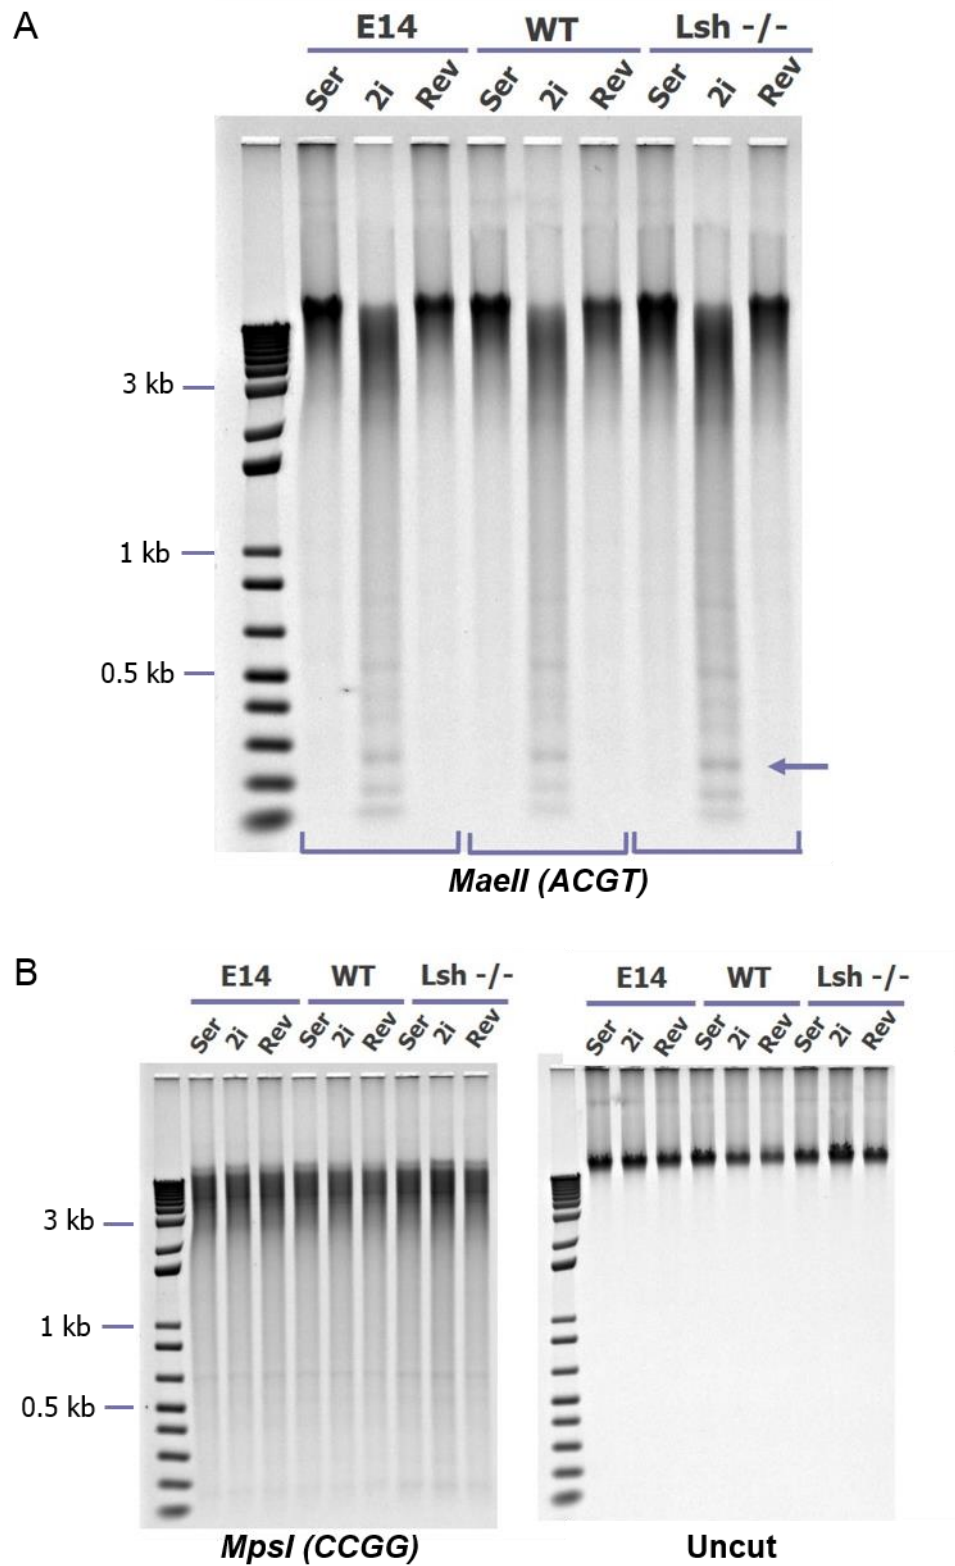 A
E14 WT Lsh -/-
Ser 2i Rev Ser 2i Rev Ser 2i Rev
3 kb
1 kb
0.5 kb
MaeII (ACGT)
B
E14 WT Lsh -/-
Ser 2i Rev Ser 2i Rev Ser 2i Rev
3 kb
1 kb
0.5 kb
MpsI (CCGG)
E14 WT Lsh -/-
Ser 2i Rev Ser 2i Rev Ser 2i Rev
Uncut